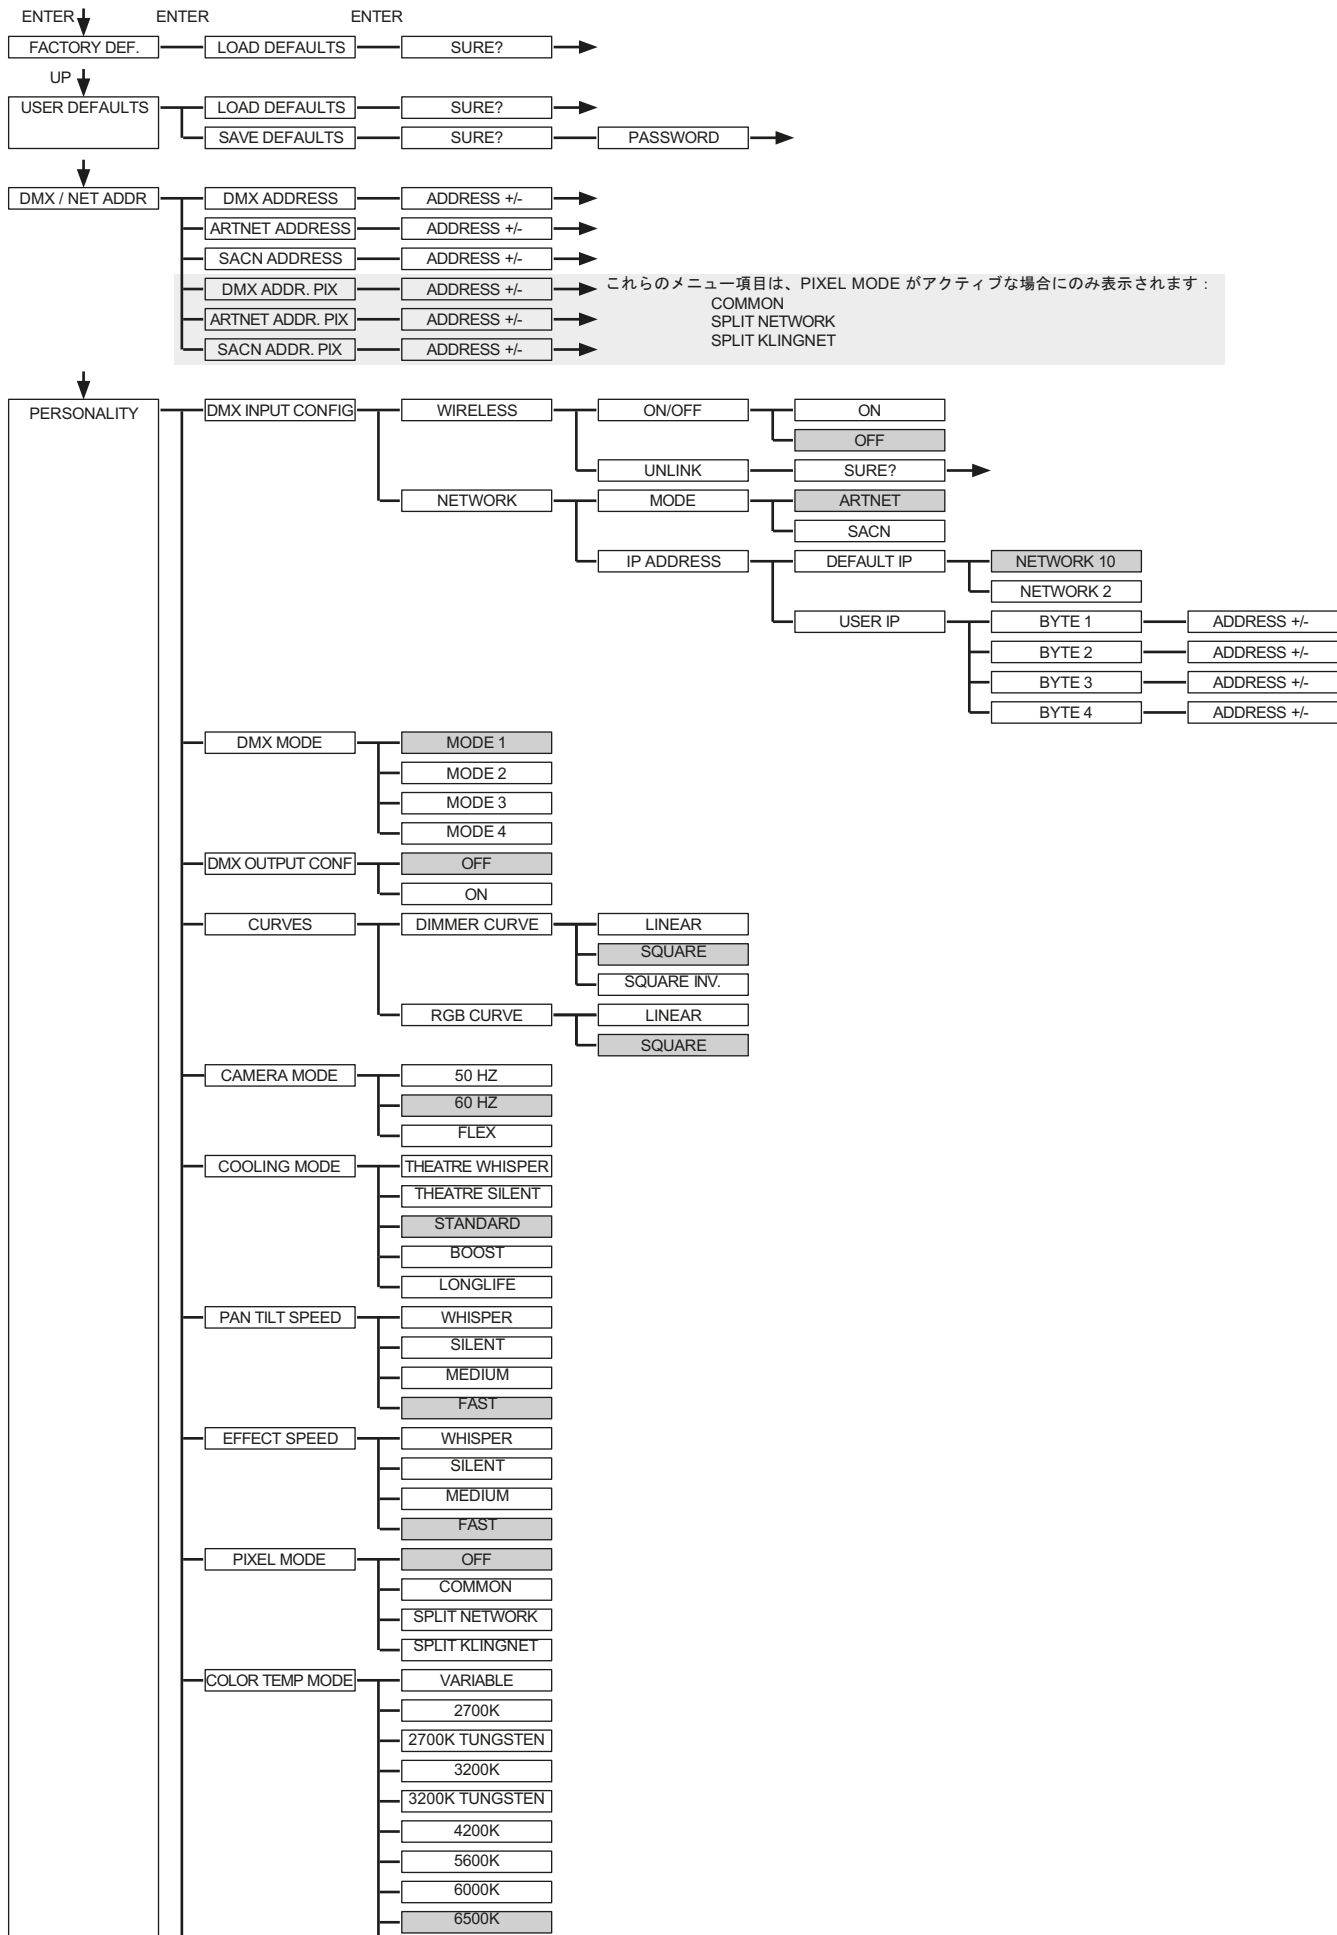 ENTER ENTER ENTER
FACTORY DEF. LOAD DEFAULTS SURE?
UP
USER DEFAULTS LOAD DEFAULTS SURE?
SAVE DEFAULTS SURE? PASSWORD
DMX / NET ADDR DMX ADDRESS ADDRESS +/-
ARTNET ADDRESS ADDRESS +/-
SACN ADDRESS ADDRESS +/-
DMX ADDR. PIX ADDRESS +/- これらのメニュー項目は、PIXEL MODE がアクティブな場合にのみ表示されます：
COMMON
ARTNET ADDR. PIX ADDRESS +/- SPLIT NETWORK
SACN ADDR. PIX ADDRESS +/- SPLIT KLINGNET
PERSONALITY DMX INPUT CONFIG WIRELESS ON/OFF ON
OFF
UNLINK SURE?
NETWORK MODE ARTNET
SACN
IP ADDRESS DEFAULT IP NETWORK 10
NETWORK 2
USER IP BYTE 1 ADDRESS +/-
BYTE 2 ADDRESS +/-
BYTE 3 ADDRESS +/-
BYTE 4 ADDRESS +/-
DMX MODE MODE 1
MODE 2
MODE 3
MODE 4
DMX OUTPUT CONF OFF
ON
CURVES DIMMER CURVE LINEAR
SQUARE
SQUARE INV.
RGB CURVE LINEAR
SQUARE
CAMERA MODE 50 HZ
60 HZ
FLEX
COOLING MODE THEATRE WHISPER
THEATRE SILENT
STANDARD
BOOST
LONGLIFE
PAN TILT SPEED WHISPER
SILENT
MEDIUM
FAST
EFFECT SPEED WHISPER
SILENT
MEDIUM
FAST
PIXEL MODE OFF
COMMON
SPLIT NETWORK
SPLIT KLINGNET
COLOR TEMP MODE VARIABLE
2700K
2700K TUNGSTEN
3200K
3200K TUNGSTEN
4200K
5600K
6000K
6500K